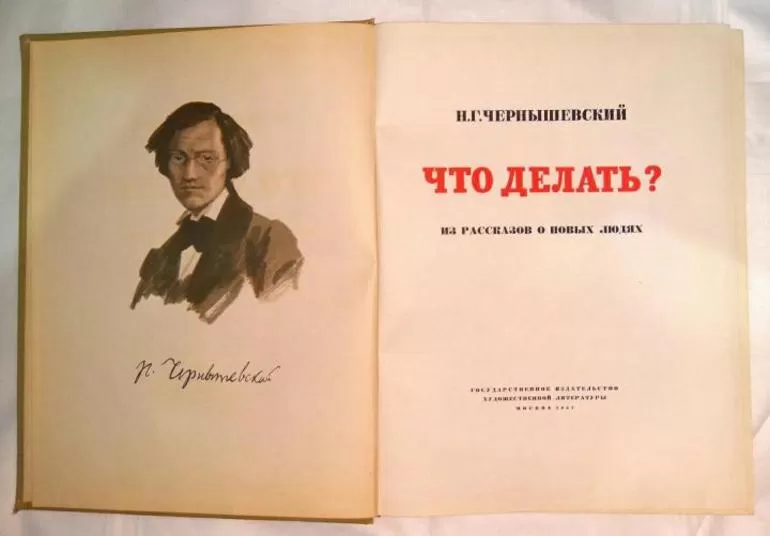 Н. Чернышевский
Н.Г.ЧЕРНЫШЕВСКИЙ
ЧТО ДЕЛАТЬ?
ИЗ РАССКАЗОВ О НОВЫХ ЛЮДЯХ
ГОСУДАРСТВЕННОЕ ИЗДАТЕЛЬСТВО
ХУДОЖЕСТВЕННОЙ ЛИТЕРАТУРЫ
МОСКВА